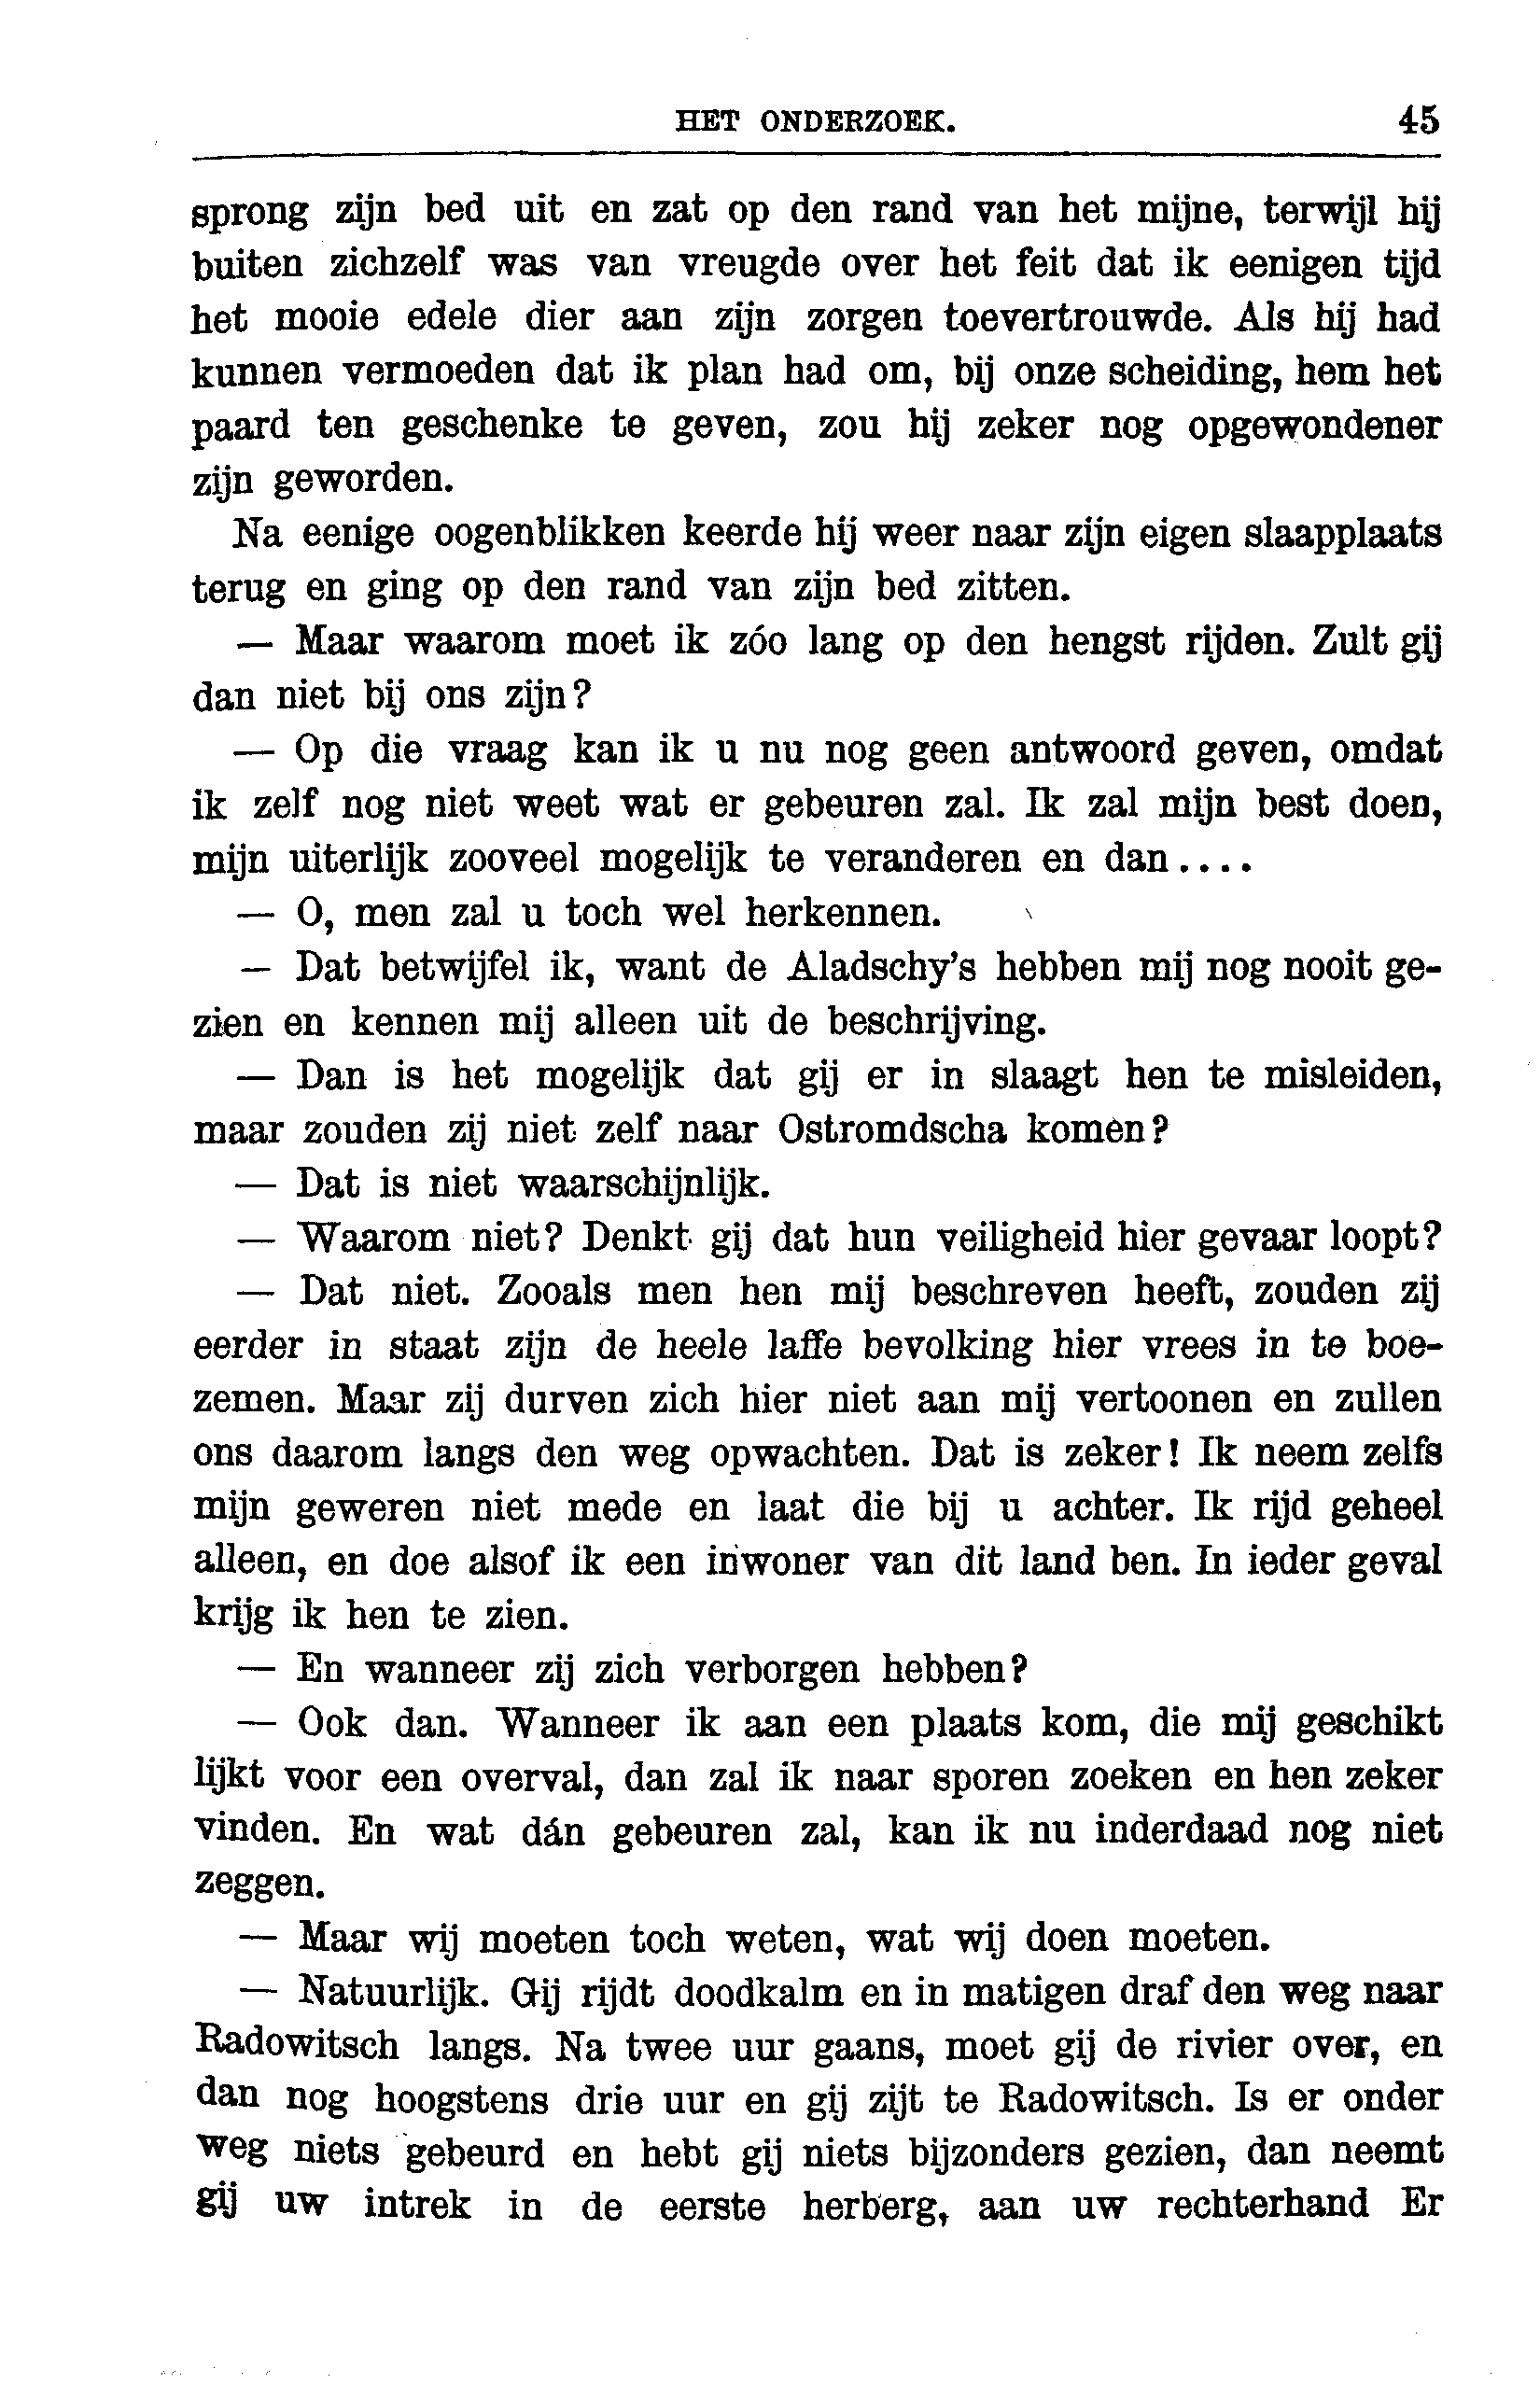 HET ONDERZOEK. 45
sprong zijn bed uit en zat op den rand van het mijne, terwijl hij
buiten zichzelf was van vreugde over het feit dat ik eenigen tijd
het mooie edele dier aan zijn zorgen toevertrouwde. Als hij had
kunnen vermoeden dat ik plan had om, bij onze scheiding, hem het
paard ten geschenke te geven, zou hij zeker nog opgewondener
zijn geworden.
Na eenige oogenblikken keerde hij weer naar zijn eigen slaapplaats
terug en ging op den rand van zijn bed zitten.
— Maar waarom moet ik zóo lang op den hengst rijden. Zult gij
dan niet bij ons zijn?
— Op die vraag kan ik u nu nog geen antwoord geven, omdat
ik zelf nog niet weet wat er gebeuren zal. Ik zal mijn best doen,
mijn uiterlijk zooveel mogelijk te veranderen en dan....
— O, men zal u toch wel herkennen.
— Dat betwijfel ik, want de Aladschy's hebben mij nog nooit ge-
zien en kennen mij alleen uit de beschrijving.
— Dan is het mogelijk dat gij er in slaagt hen te misleiden,
maar zouden zij niet zelf naar Ostromdscha komen?
— Dat is niet waarschijnlijk.
— Waarom niet? Denkt gij dat hun veiligheid hier gevaar loopt?
— Dat niet. Zooals men hen mij beschreven heeft, zouden zij
eerder in staat zijn de heele laffe bevolking hier vrees in te boe-
zemen. Maar zij durven zich hier niet aan mij vertoonen en zullen
ons daarom langs den weg opwachten. Dat is zeker! Ik neem zelfs
mijn geweren niet mede en laat die bij u achter. Ik rijd geheel
alleen, en doe alsof ik een inwoner van dit land ben. In ieder geval
krijg ik hen te zien.
— En wanneer zij zich verborgen hebben?
— Ook dan. Wanneer ik aan een plaats kom, die mij geschikt
lijkt voor een overval, dan zal ik naar sporen zoeken en hen zeker
vinden. En wat dán gebeuren zal, kan ik nu inderdaad nog niet
zeggen.
— Maar wij moeten toch weten, wat wij doen moeten.
— Natuurlijk. Gij rijdt doodkalm en in matigen draf den weg naar
Radowitsch langs. Na twee uur gaans, moet gij de rivier over, en
dan nog hoogstens drie uur en gij zijt te Radowitsch. Is er onder
weg niets gebeurd en hebt gij niets bijzonders gezien, dan neemt
gij uw intrek in de eerste herberg, aan uw rechterhand Er